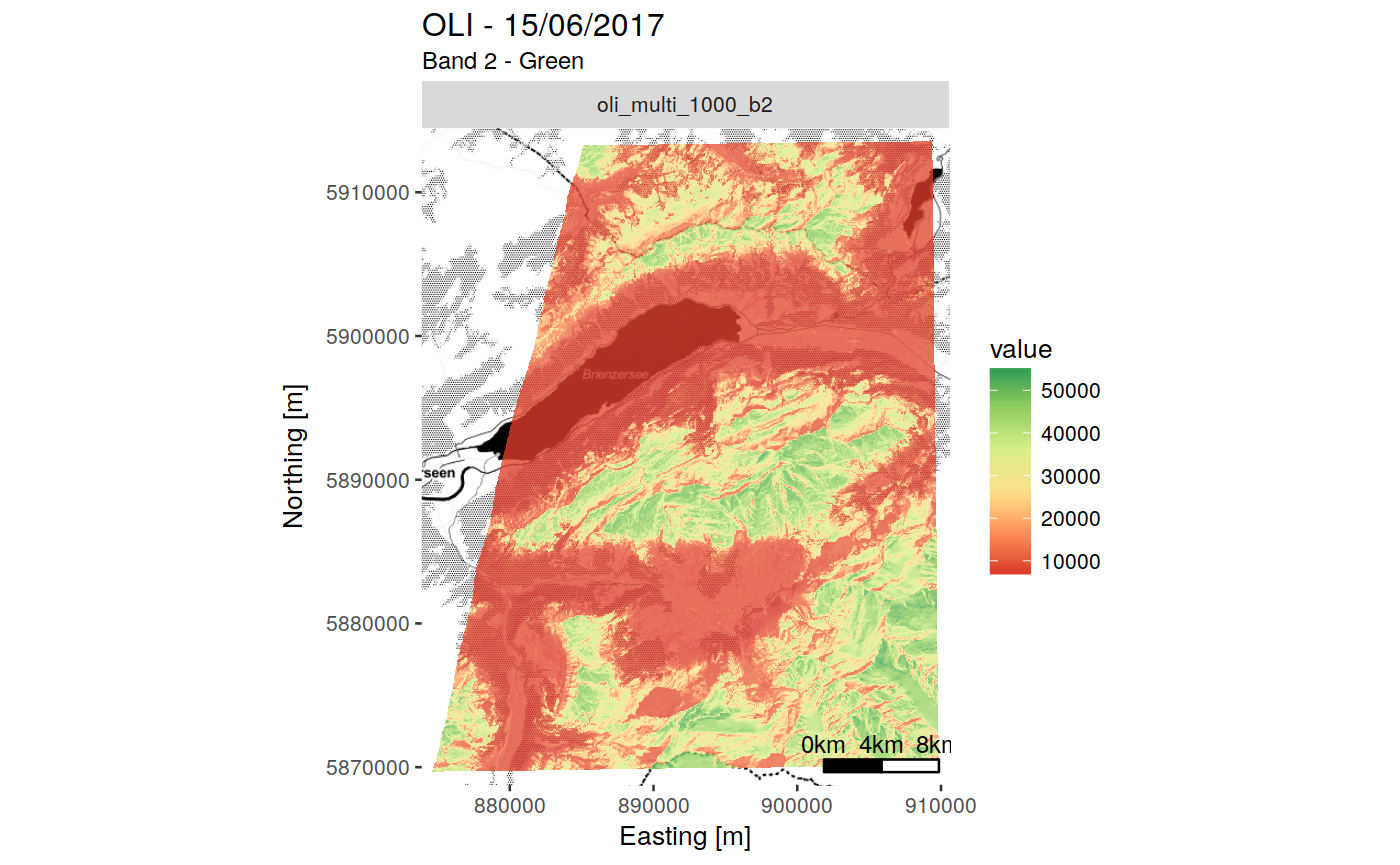 OLI - 15/06/2017
Band 2 - Green
oli_multi_1000_b2
5910000
5900000
5890000
5880000
5870000
Northing [m]
Brienzersee
rseen
0km 4km 8km
880000 890000 900000 910000
Easting [m]
value
50000
40000
30000
20000
10000